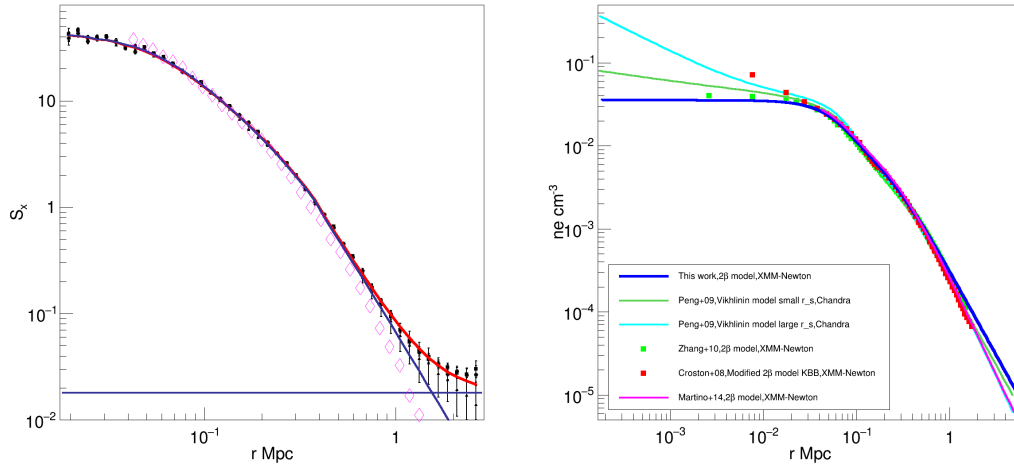 S_x
10
1
10⁻¹
10⁻²
10⁻¹
1
r Mpc
ne cm⁻³
10⁻¹
10⁻²
10⁻³
10⁻⁴
10⁻⁵
This work,2β model,XMM-Newton
Peng+09,Vikhlinin model small r_s,Chandra
Peng+09,Vikhlinin model large r_s,Chandra
Zhang+10,2β model,XMM-Newton
Croston+08,Modified 2β model KBB,XMM-Newton
Martino+14,2β model,XMM-Newton
10⁻³
10⁻²
10⁻¹
1
r Mpc